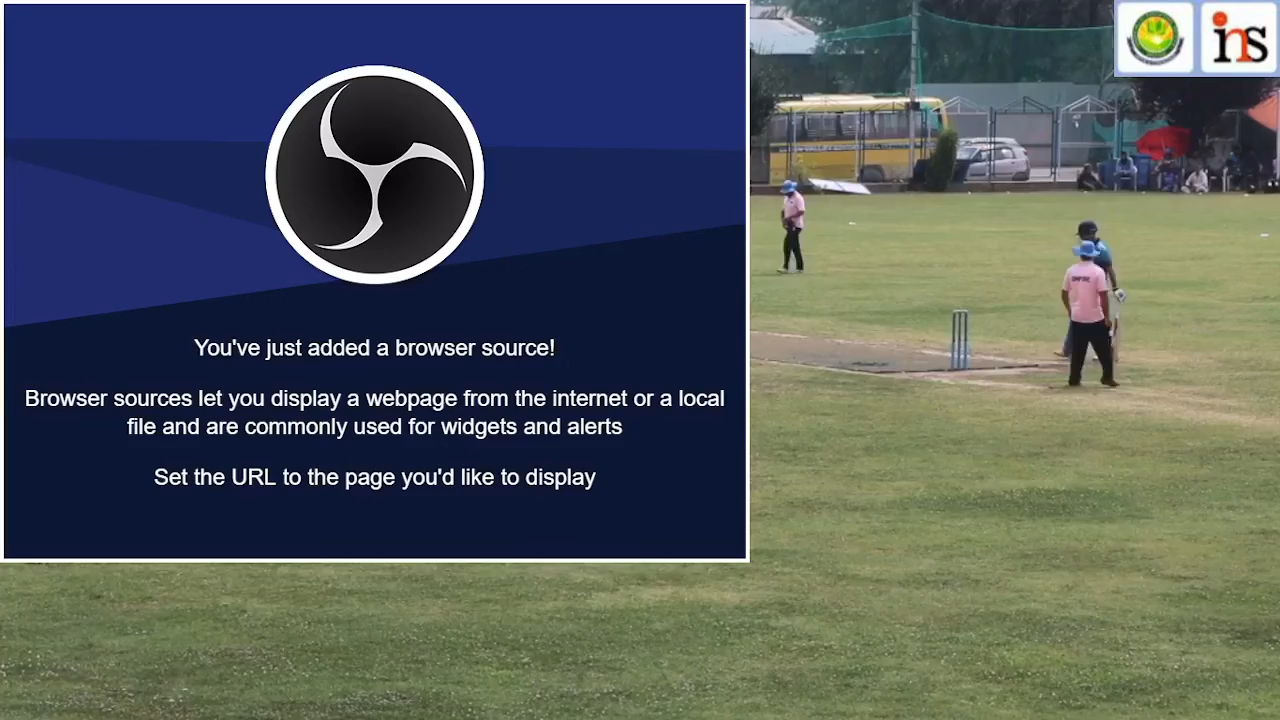 You've just added a browser source!
Browser sources let you display a webpage from the internet or a local
file and are commonly used for widgets and alerts
Set the URL to the page you'd like to display
ins
UMPIRE